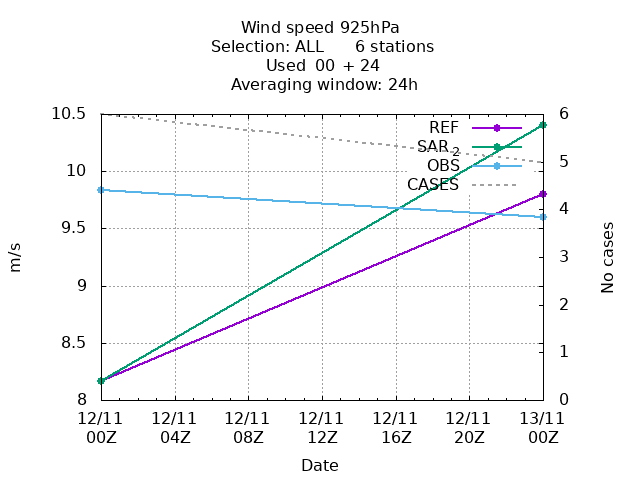 Wind speed 925hPa
Selection: ALL      6 stations
Used  00 + 24
Averaging window: 24h
10.5
10
9.5
9
8.5
8
m/s
6
5
4
3
2
1
0
No cases
REF
SAR_2
OBS
CASES
12/11 12/11 12/11 12/11 12/11 12/11 13/11
00Z 04Z 08Z 12Z 16Z 20Z 00Z
Date